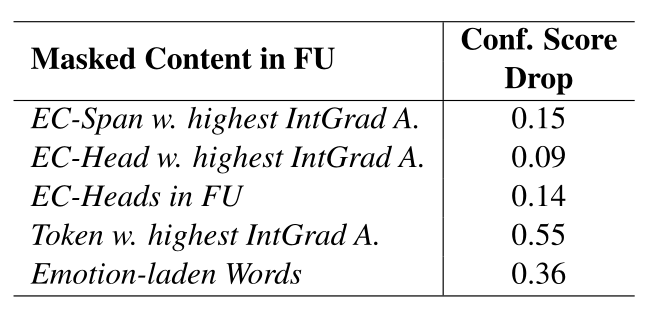 Masked Content in FU Conf. Score Drop
EC-Span w. highest IntGrad A. 0.15
EC-Head w. highest IntGrad A. 0.09
EC-Heads in FU 0.14
Token w. highest IntGrad A. 0.55
Emotion-laden Words 0.36